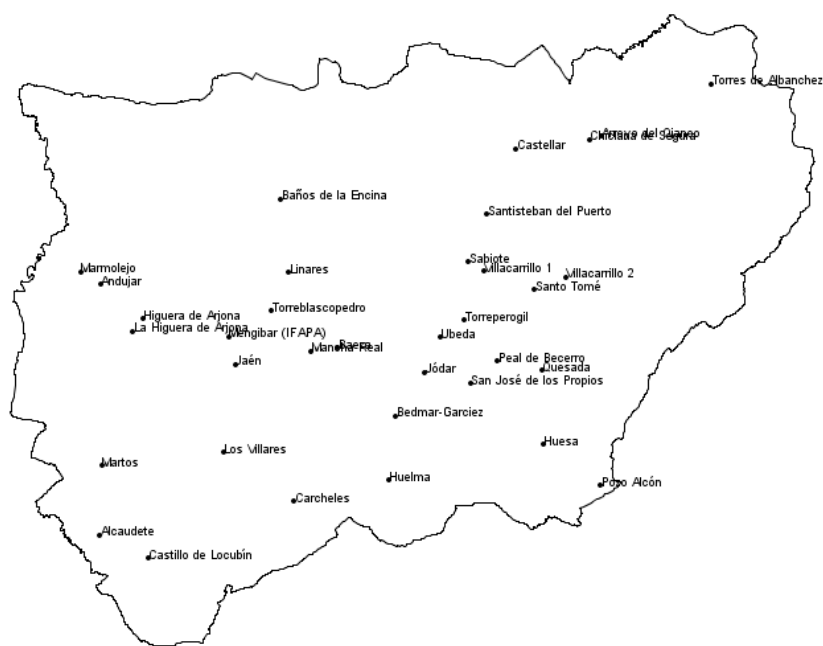 Torres de Albanchez
Arroyo del Ojanco
Chiclana de Segura
Castellar
Baños de la Encina
Santisteban del Puerto
Sabiote
Marmolejo
Linares
Villacarrillo 1
Villacarrillo 2
Andujar
Santo Tomé
Torreblascopedro
Higuera de Arjona
Torreperogil
La Higuera de Arjona
Mengibar (IFAPA)
Ubeda
Baeza
Mancha Real
Peal de Becerro
Jaén
Quesada
Jódar
San José de los Propios
Bedmar-Garciez
Huesa
Los Villares
Martos
Huelma
Pozo Alcón
Carcheles
Alcaudete
Castillo de Locubín